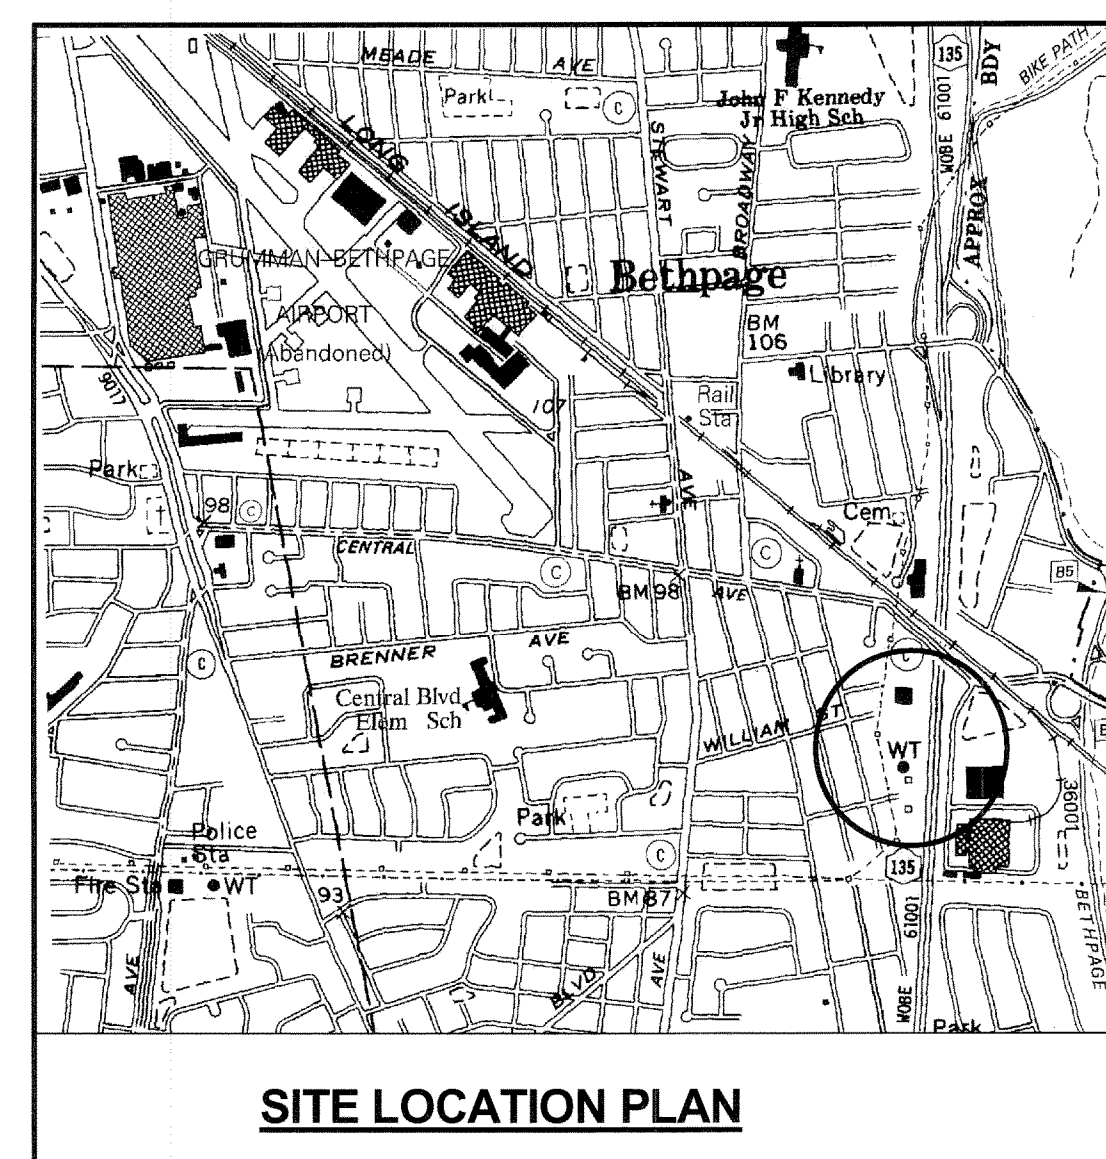 MEADE AVE
135
BDY
BIKE PATH
Park
C
John F Kennedy
Jr High Sch
WOBE 61001
LONG ISLAND
STEWART
BROADWAY
APPROX
GRUMMAN-BETHPAGE
AIRPORT
(Abandoned)
Bethpage
BM
106
Library
Rail
Sta
107
Park
98
C
CENTRAL
AVE
Cem
C
C
BM 98
AVE
B5
BRENNER AVE
C
C
Central Blvd
Elem Sch
WILLIAM ST
WT
Park
36001
Police
Sta
C
Fire Sta
WT
93
BM 87
135
61001
BETHPAGE
AVE
BLVD
AVE
WOBE
Park
SITE LOCATION PLAN